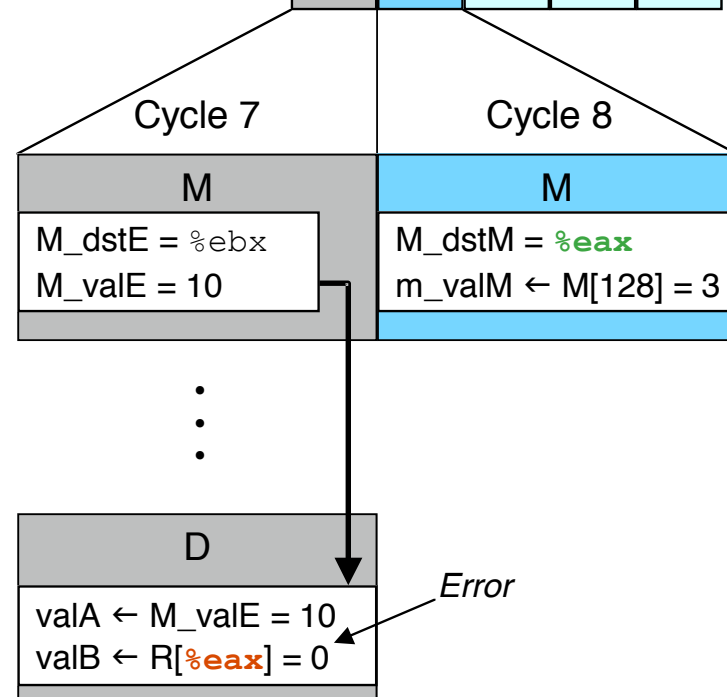 Cycle 7
Cycle 8
M
M_dstE = %ebx
M_valE = 10
M
M_dstM = %eax
m_valM ← M[128] = 3
D
valA ← M_valE = 10
valB ← R[%eax] = 0
Error